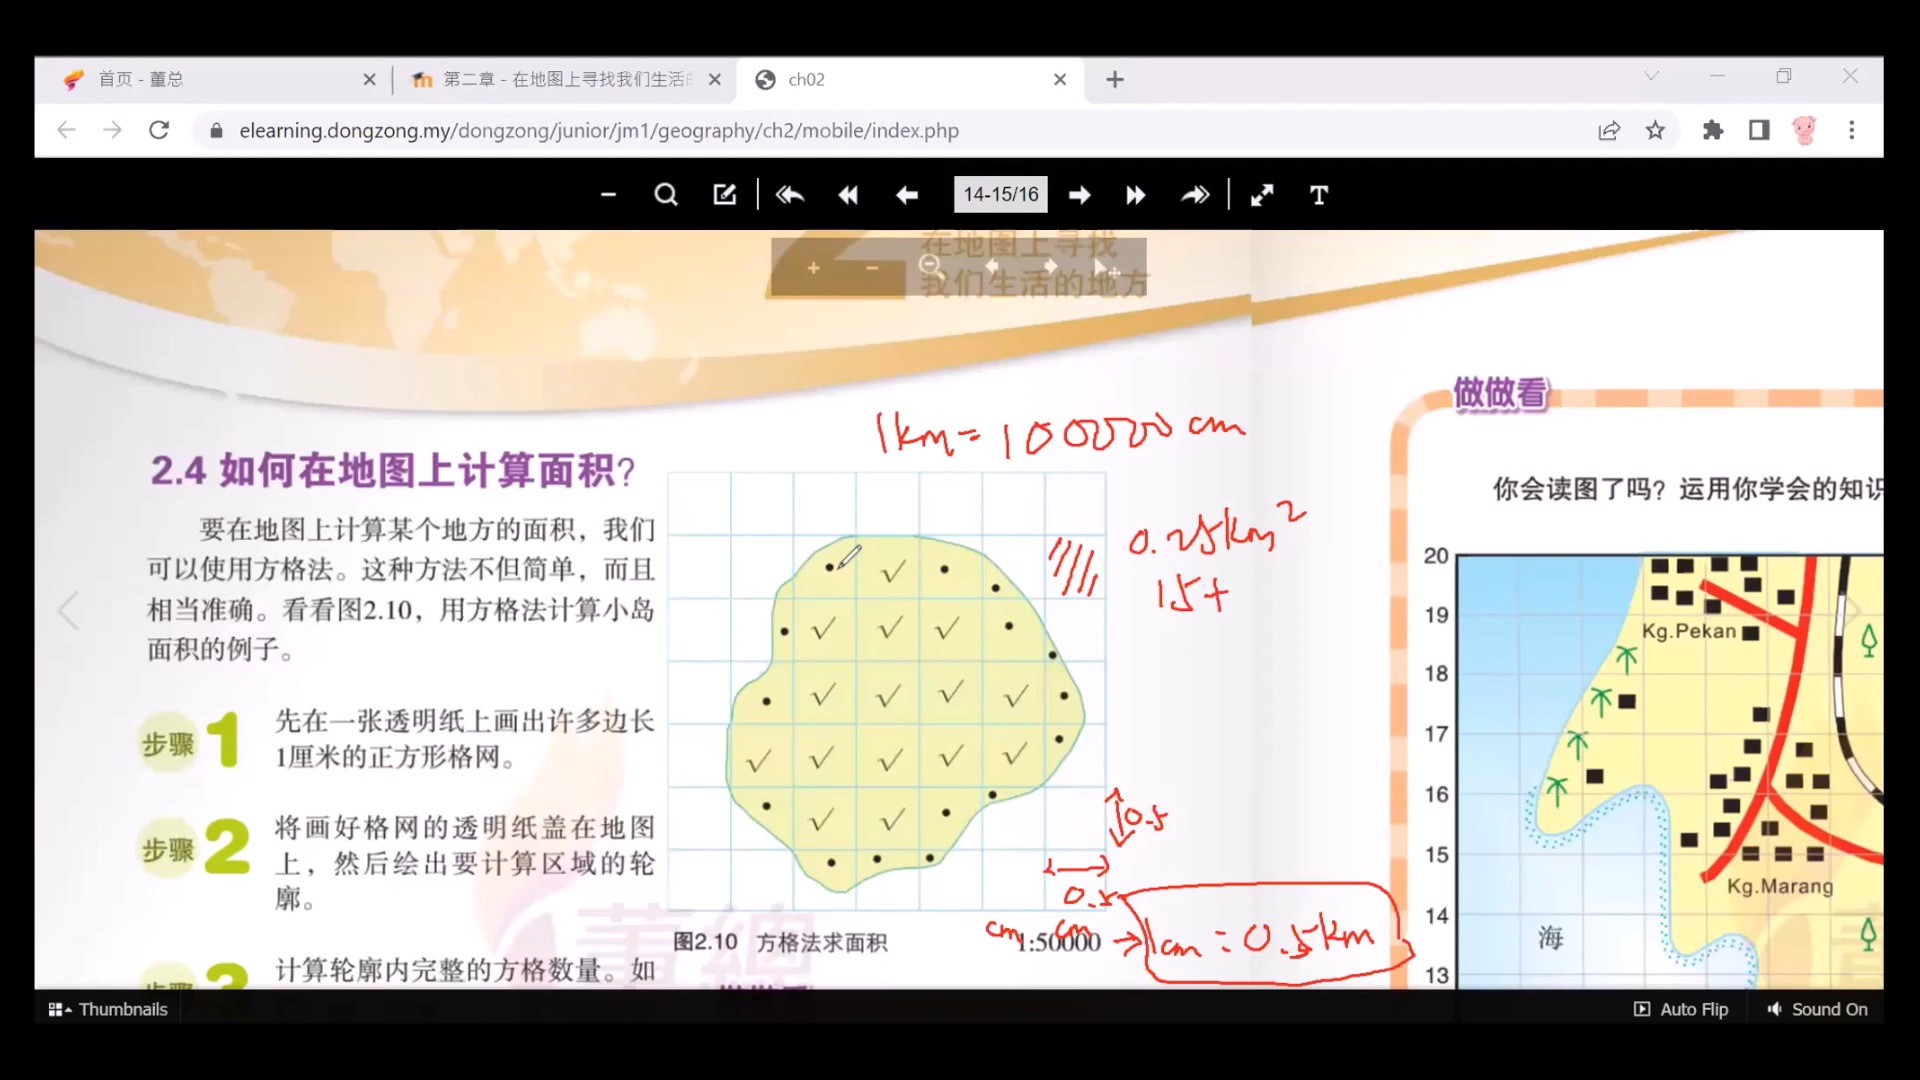 首页 - 董总
第二章 - 在地图上寻找我们生活的
ch02
elearning.dongzong.my/dongzong/junior/jm1/geography/ch2/mobile/index.php
14-15/16
T
2
在地图上寻找
我们生活的地方
1km = 100000 cm
2.4 如何在地图上计算面积?
要在地图上计算某个地方的面积，我们
可以使用方格法。这种方法不但简单，而且
相当准确。看看图2.10，用方格法计算小岛
面积的例子。
步骤 1
先在一张透明纸上画出许多边长
1厘米的正方形格网。
步骤 2
将画好格网的透明纸盖在地图
上，然后绘出要计算区域的轮
廓。
步骤 3
计算轮廓内完整的方格数量。如
0.25km²
15+
0.5
0.5
cm cm
图2.10 方格法求面积
1:50000
1cm = 0.5km
做做看
你会读图了吗？运用你学会的知识
20
19
18
17
16
15
14
13
Kg.Pekan
Kg.Marang
海
Thumbnails
Auto Flip
Sound On